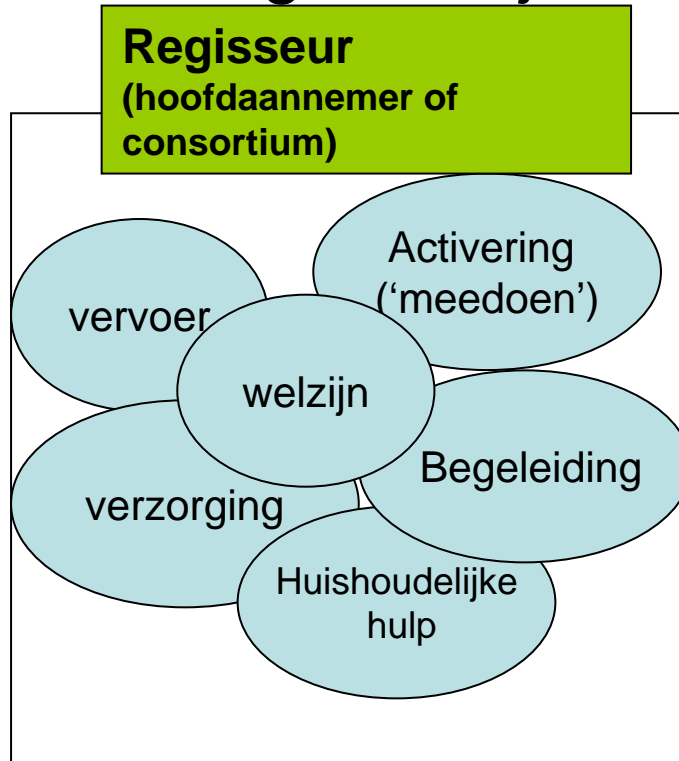 Regisseur
(hoofdaannemer of
consortium)
Activering
(‘meedoen’)
vervoer
welzijn
Begeleiding
verzorging
Huishoudelijke
hulp